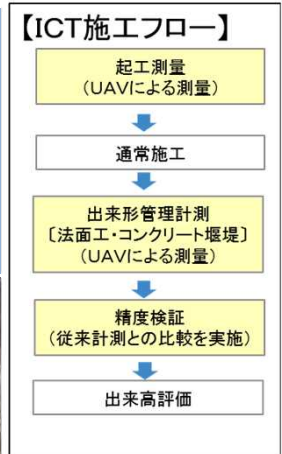 【ICT施工フロー】
起工測量
(UAVによる測量)
通常施工
出来形管理計測
〔法面工・コンクリート堰堤〕
(UAVによる測量)
精度検証
(従来計測との比較を実施)
出来高評価